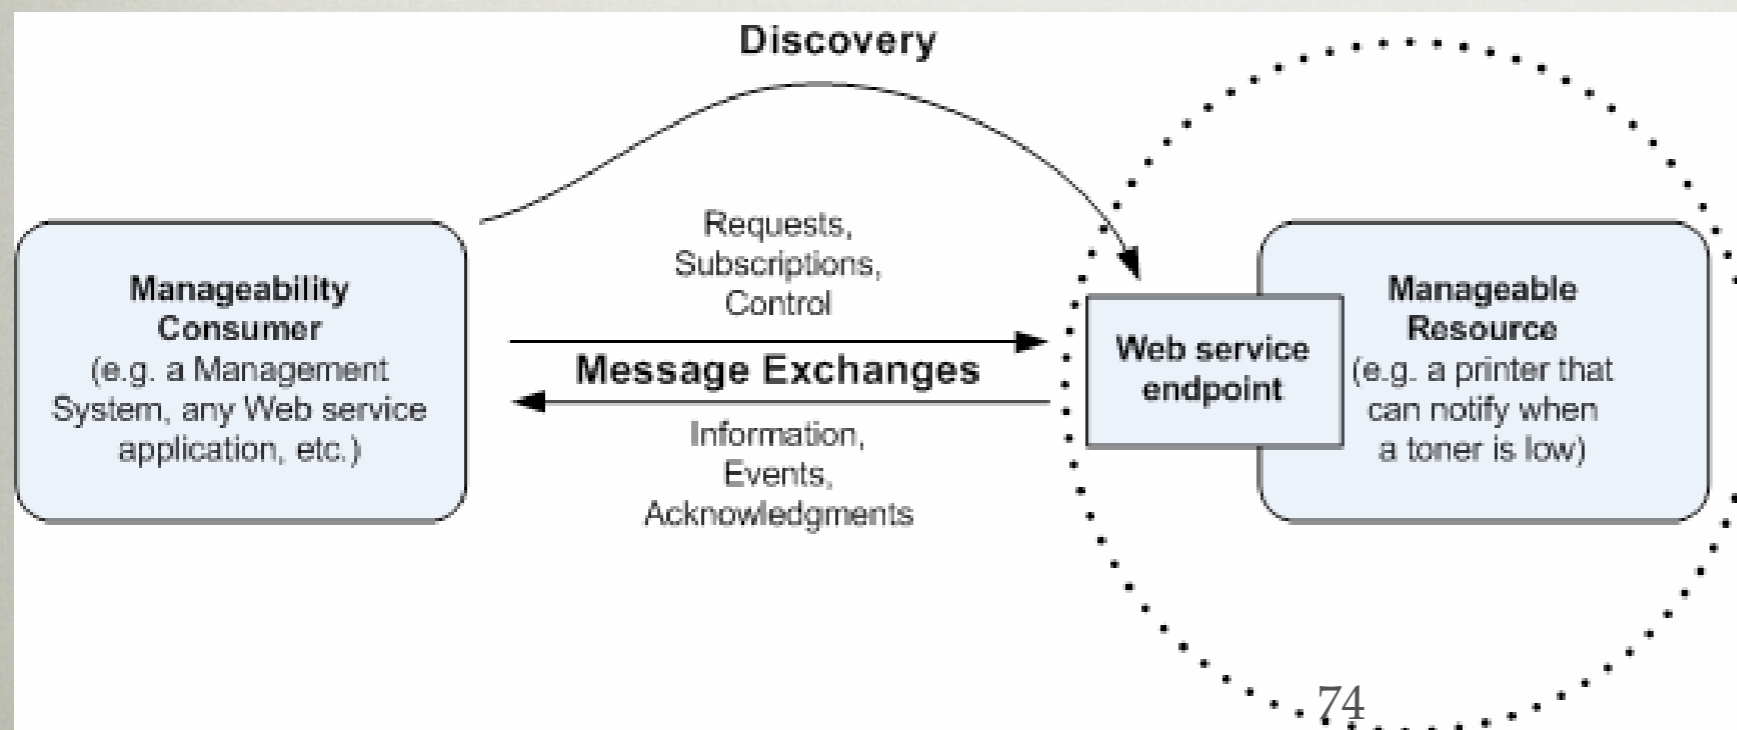 Discovery
Requests,
Subscriptions,
Control
Message Exchanges
Information,
Events,
Acknowledgments
Manageability
Consumer
(e.g. a Management
System, any Web service
application, etc.)
Web service
endpoint
Manageable
Resource
(e.g. a printer that
can notify when
a toner is low)
74